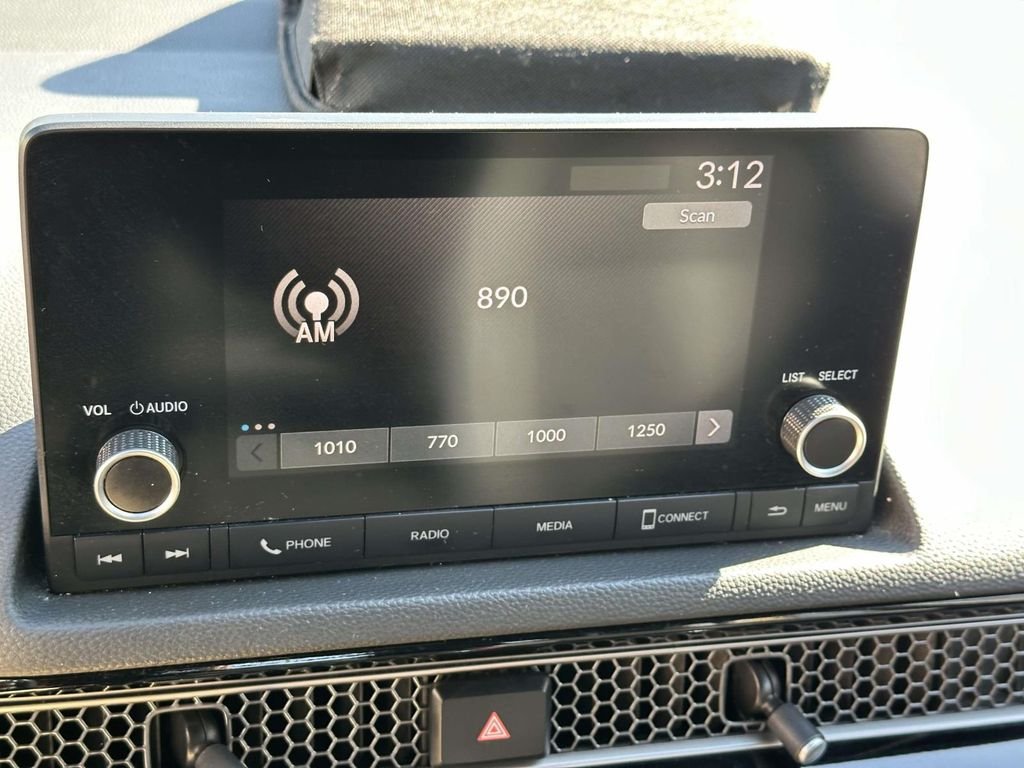 3:12
Scan
890
AM
LIST SELECT
VOL AUDIO
1010 770 1000 1250
PHONE RADIO MEDIA CONNECT MENU